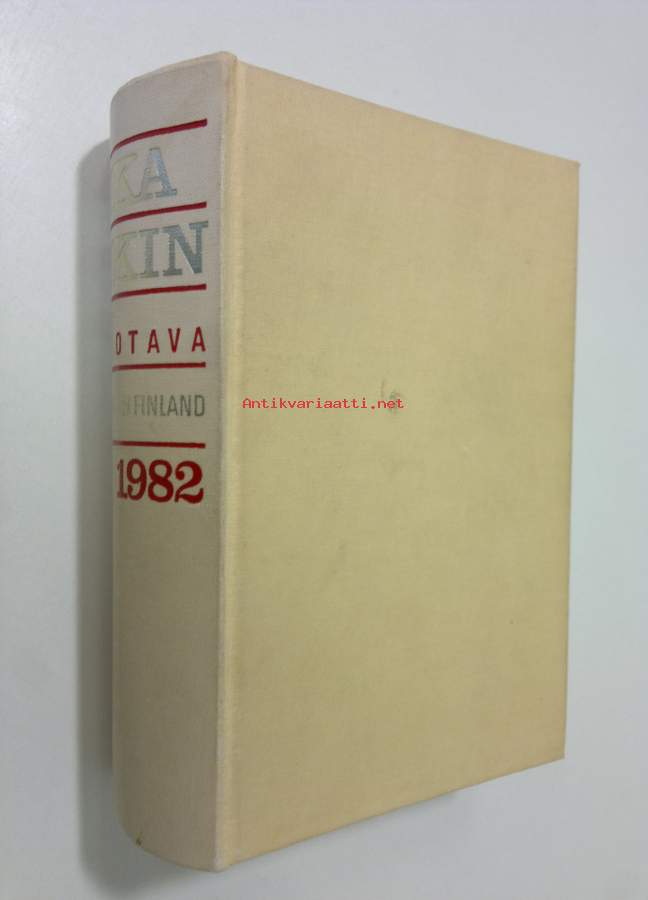 KA
KIN
OTAVA
FINLAND
1982
Antikvariaatti.net